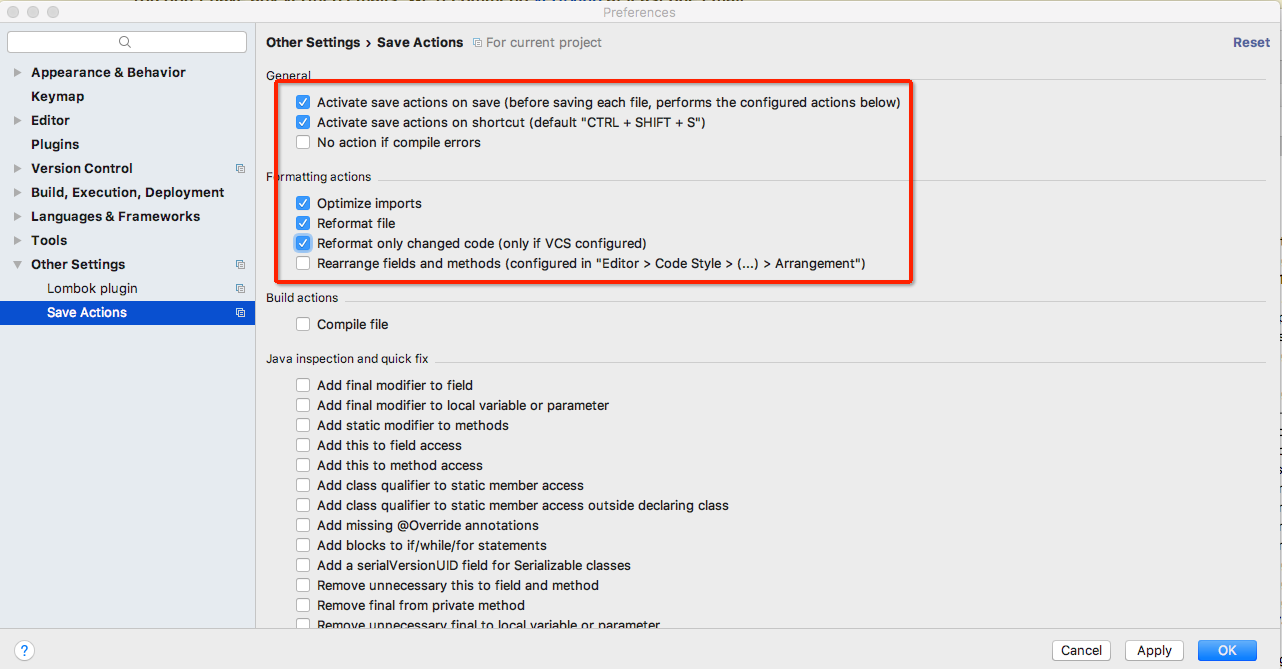 Preferences
Other Settings › Save Actions For current project Reset
Appearance & Behavior
Keymap
Editor
Plugins
Version Control
Build, Execution, Deployment
Languages & Frameworks
Tools
Other Settings
Lombok plugin
Save Actions
General
Activate save actions on save (before saving each file, performs the configured actions below)
Activate save actions on shortcut (default "CTRL + SHIFT + S")
No action if compile errors
Formatting actions
Optimize imports
Reformat file
Reformat only changed code (only if VCS configured)
Rearrange fields and methods (configured in "Editor > Code Style > (...) > Arrangement")
Build actions
Compile file
Java inspection and quick fix
Add final modifier to field
Add final modifier to local variable or parameter
Add static modifier to methods
Add this to field access
Add this to method access
Add class qualifier to static member access
Add class qualifier to static member access outside declaring class
Add missing @Override annotations
Add blocks to if/while/for statements
Add a serialVersionUID field for Serializable classes
Remove unnecessary this to field and method
Remove final from private method
Remove unnecessary final to local variable or parameter
?
Cancel Apply OK